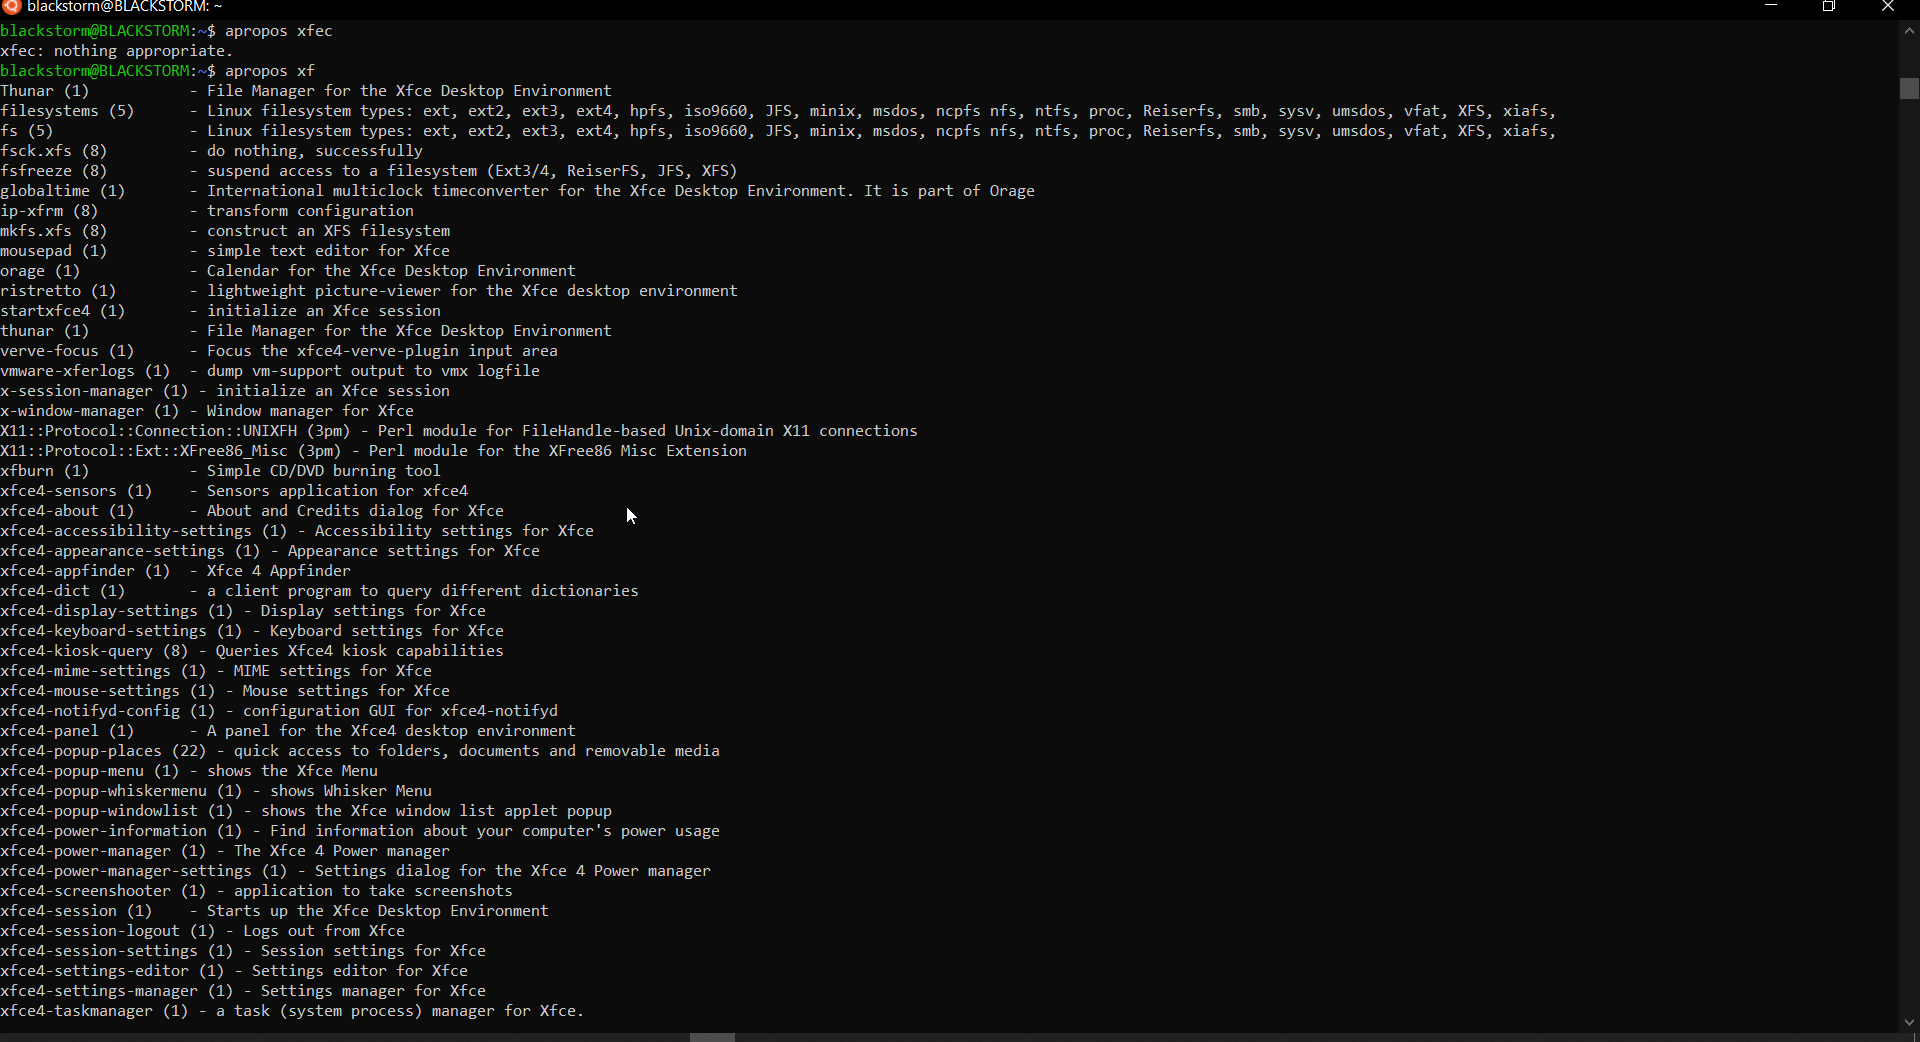 blackstorm@BLACKSTORM: ~
blackstorm@BLACKSTORM:~$ apropos xfec
xfec: nothing appropriate.
blackstorm@BLACKSTORM:~$ apropos xf
Thunar (1)           - File Manager for the Xfce Desktop Environment
filesystems (5)      - Linux filesystem types: ext, ext2, ext3, ext4, hpfs, iso9660, JFS, minix, msdos, ncpfs nfs, ntfs, proc, Reiserfs, smb, sysv, umsdos, vfat, XFS, xiafs,
fs (5)               - Linux filesystem types: ext, ext2, ext3, ext4, hpfs, iso9660, JFS, minix, msdos, ncpfs nfs, ntfs, proc, Reiserfs, smb, sysv, umsdos, vfat, XFS, xiafs,
fsck.xfs (8)         - do nothing, successfully
fsfreeze (8)         - suspend access to a filesystem (Ext3/4, ReiserFS, JFS, XFS)
globaltime (1)       - International multiclock timeconverter for the Xfce Desktop Environment. It is part of Orage
ip-xfrm (8)          - transform configuration
mkfs.xfs (8)         - construct an XFS filesystem
mousepad (1)         - simple text editor for Xfce
orage (1)            - Calendar for the Xfce Desktop Environment
ristretto (1)        - lightweight picture-viewer for the Xfce desktop environment
startxfce4 (1)       - initialize an Xfce session
thunar (1)           - File Manager for the Xfce Desktop Environment
verve-focus (1)      - Focus the xfce4-verve-plugin input area
vmware-xferlogs (1)  - dump vm-support output to vmx logfile
x-session-manager (1) - initialize an Xfce session
x-window-manager (1) - Window manager for Xfce
X11::Protocol::Connection::UNIXFH (3pm) - Perl module for FileHandle-based Unix-domain X11 connections
X11::Protocol::Ext::XFree86_Misc (3pm) - Perl module for the XFree86 Misc Extension
xfburn (1)           - Simple CD/DVD burning tool
xfce4-sensors (1)    - Sensors application for xfce4
xfce4-about (1)      - About and Credits dialog for Xfce
xfce4-accessibility-settings (1) - Accessibility settings for Xfce
xfce4-appearance-settings (1) - Appearance settings for Xfce
xfce4-appfinder (1)  - Xfce 4 Appfinder
xfce4-dict (1)       - a client program to query different dictionaries
xfce4-display-settings (1) - Display settings for Xfce
xfce4-keyboard-settings (1) - Keyboard settings for Xfce
xfce4-kiosk-query (8) - Queries Xfce4 kiosk capabilities
xfce4-mime-settings (1) - MIME settings for Xfce
xfce4-mouse-settings (1) - Mouse settings for Xfce
xfce4-notifyd-config (1) - configuration GUI for xfce4-notifyd
xfce4-panel (1)      - A panel for the Xfce4 desktop environment
xfce4-popup-places (22) - quick access to folders, documents and removable media
xfce4-popup-menu (1) - shows the Xfce Menu
xfce4-popup-whiskermenu (1) - shows Whisker Menu
xfce4-popup-windowlist (1) - shows the Xfce window list applet popup
xfce4-power-information (1) - Find information about your computer's power usage
xfce4-power-manager (1) - The Xfce 4 Power manager
xfce4-power-manager-settings (1) - Settings dialog for the Xfce 4 Power manager
xfce4-screenshooter (1) - application to take screenshots
xfce4-session (1)    - Starts up the Xfce Desktop Environment
xfce4-session-logout (1) - Logs out from Xfce
xfce4-session-settings (1) - Session settings for Xfce
xfce4-settings-editor (1) - Settings editor for Xfce
xfce4-settings-manager (1) - Settings manager for Xfce
xfce4-taskmanager (1) - a task (system process) manager for Xfce.